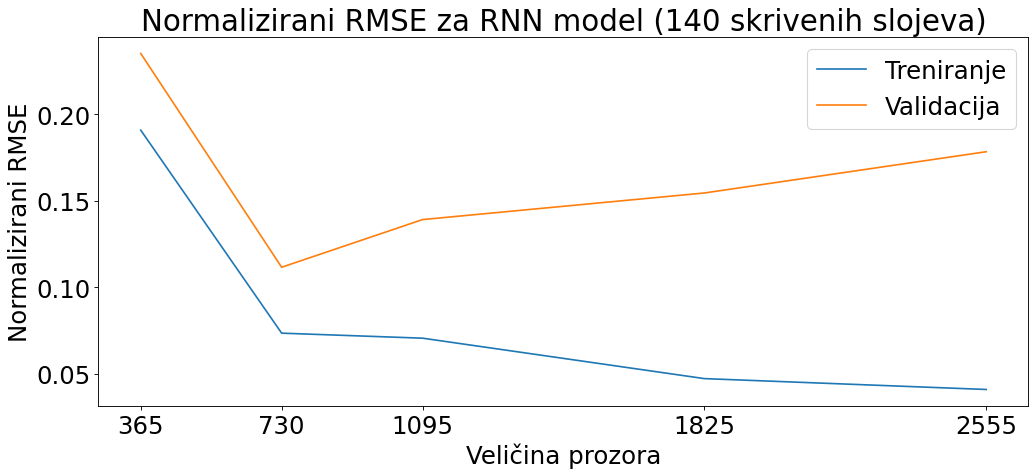 Normalizirani RMSE za RNN model (140 skrivenih slojeva)
Treniranje
Validacija
Normalizirani RMSE
0.20
0.15
0.10
0.05
365 730 1095 1825 2555
Veličina prozora